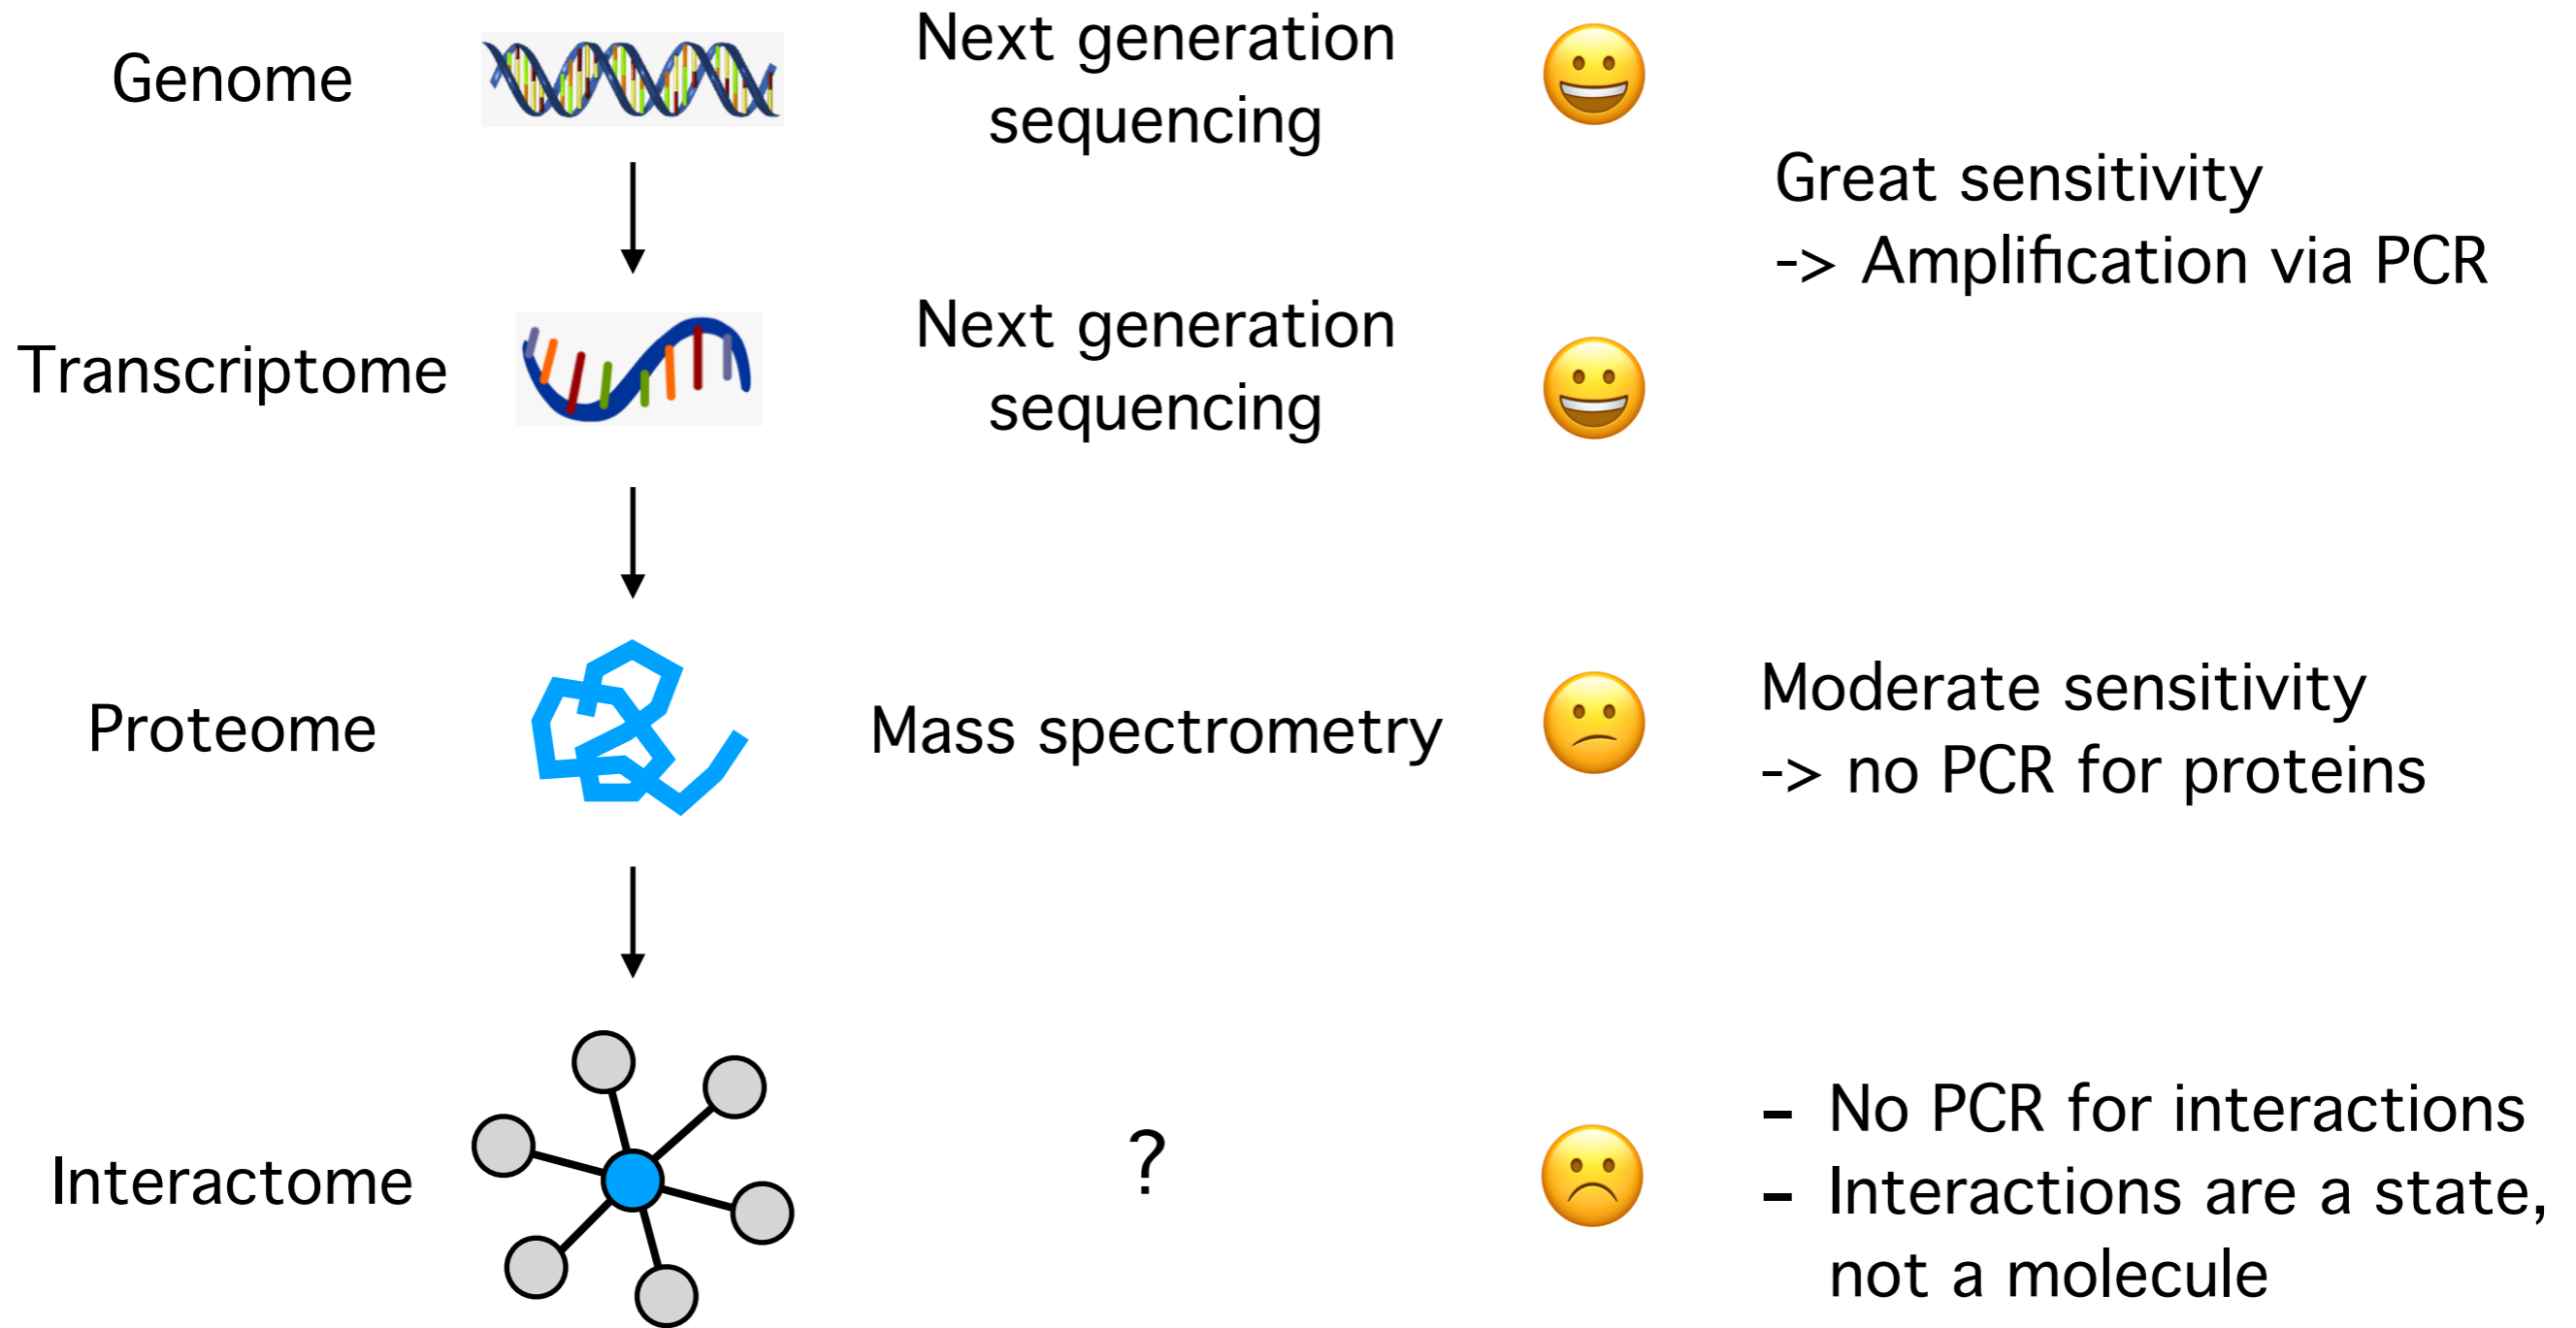 Genome
Next generation
sequencing
Great sensitivity
-> Amplification via PCR
Transcriptome
Next generation
sequencing
Proteome
Mass spectrometry
Moderate sensitivity
-> no PCR for proteins
Interactome
?
– No PCR for interactions
– Interactions are a state,
not a molecule